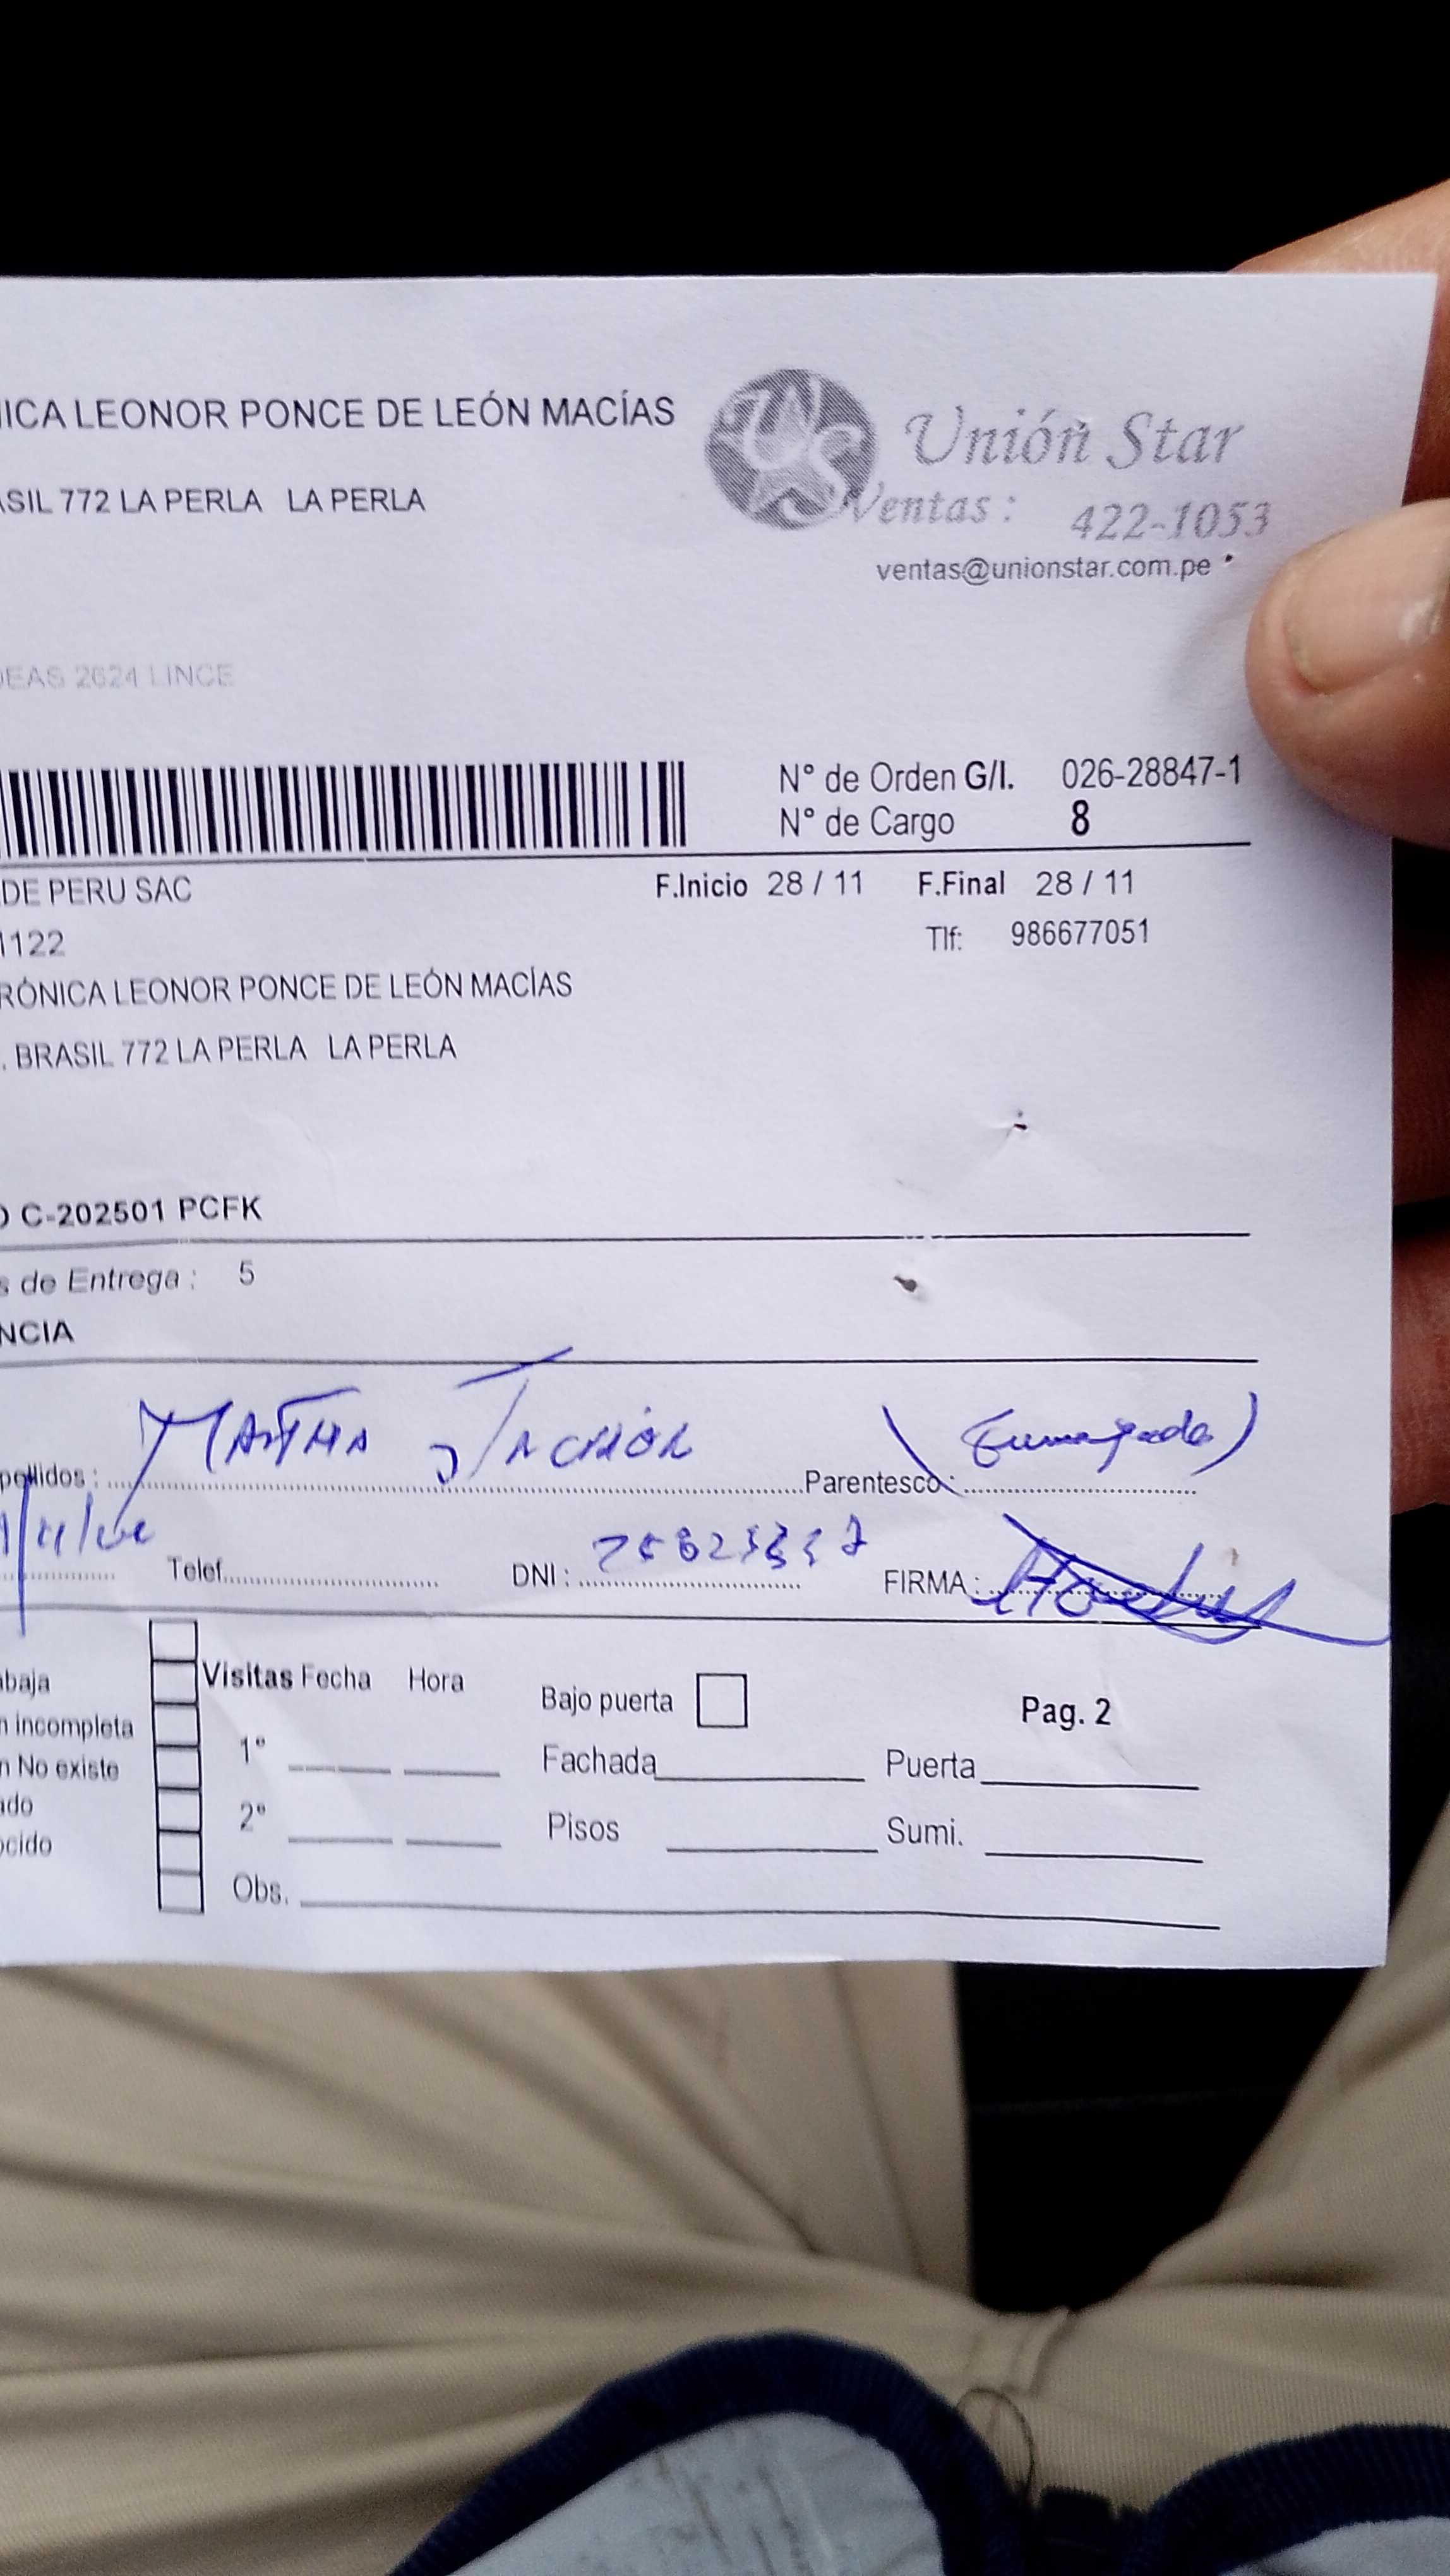 NICA LEONOR PONCE DE LEÓN MACÍAS
Unión Star
ASIL 772 LA PERLA LA PERLA
Ventas : 422-1053
ventas@unionstar.com.pe
DEAS 2624 LINCE
N° de Orden G/I. 026-28847-1
N° de Cargo 8
DE PERU SAC
F.Inicio 28 / 11 F.Final 28 / 11
1122
Tlf: 986677051
RÓNICA LEONOR PONCE DE LEÓN MACÍAS
. BRASIL 772 LA PERLA LA PERLA
O C-202501 PCFK
s de Entrega : 5
NCIA
pellidos : MARTHA Parentesco :
Telef. DNI : FIRMA :
abaja
Visitas Fecha Hora Bajo puerta Pag. 2
n incompleta
1° Fachada Puerta
n No existe
ado
2° Pisos Sumi.
ocido
Obs.